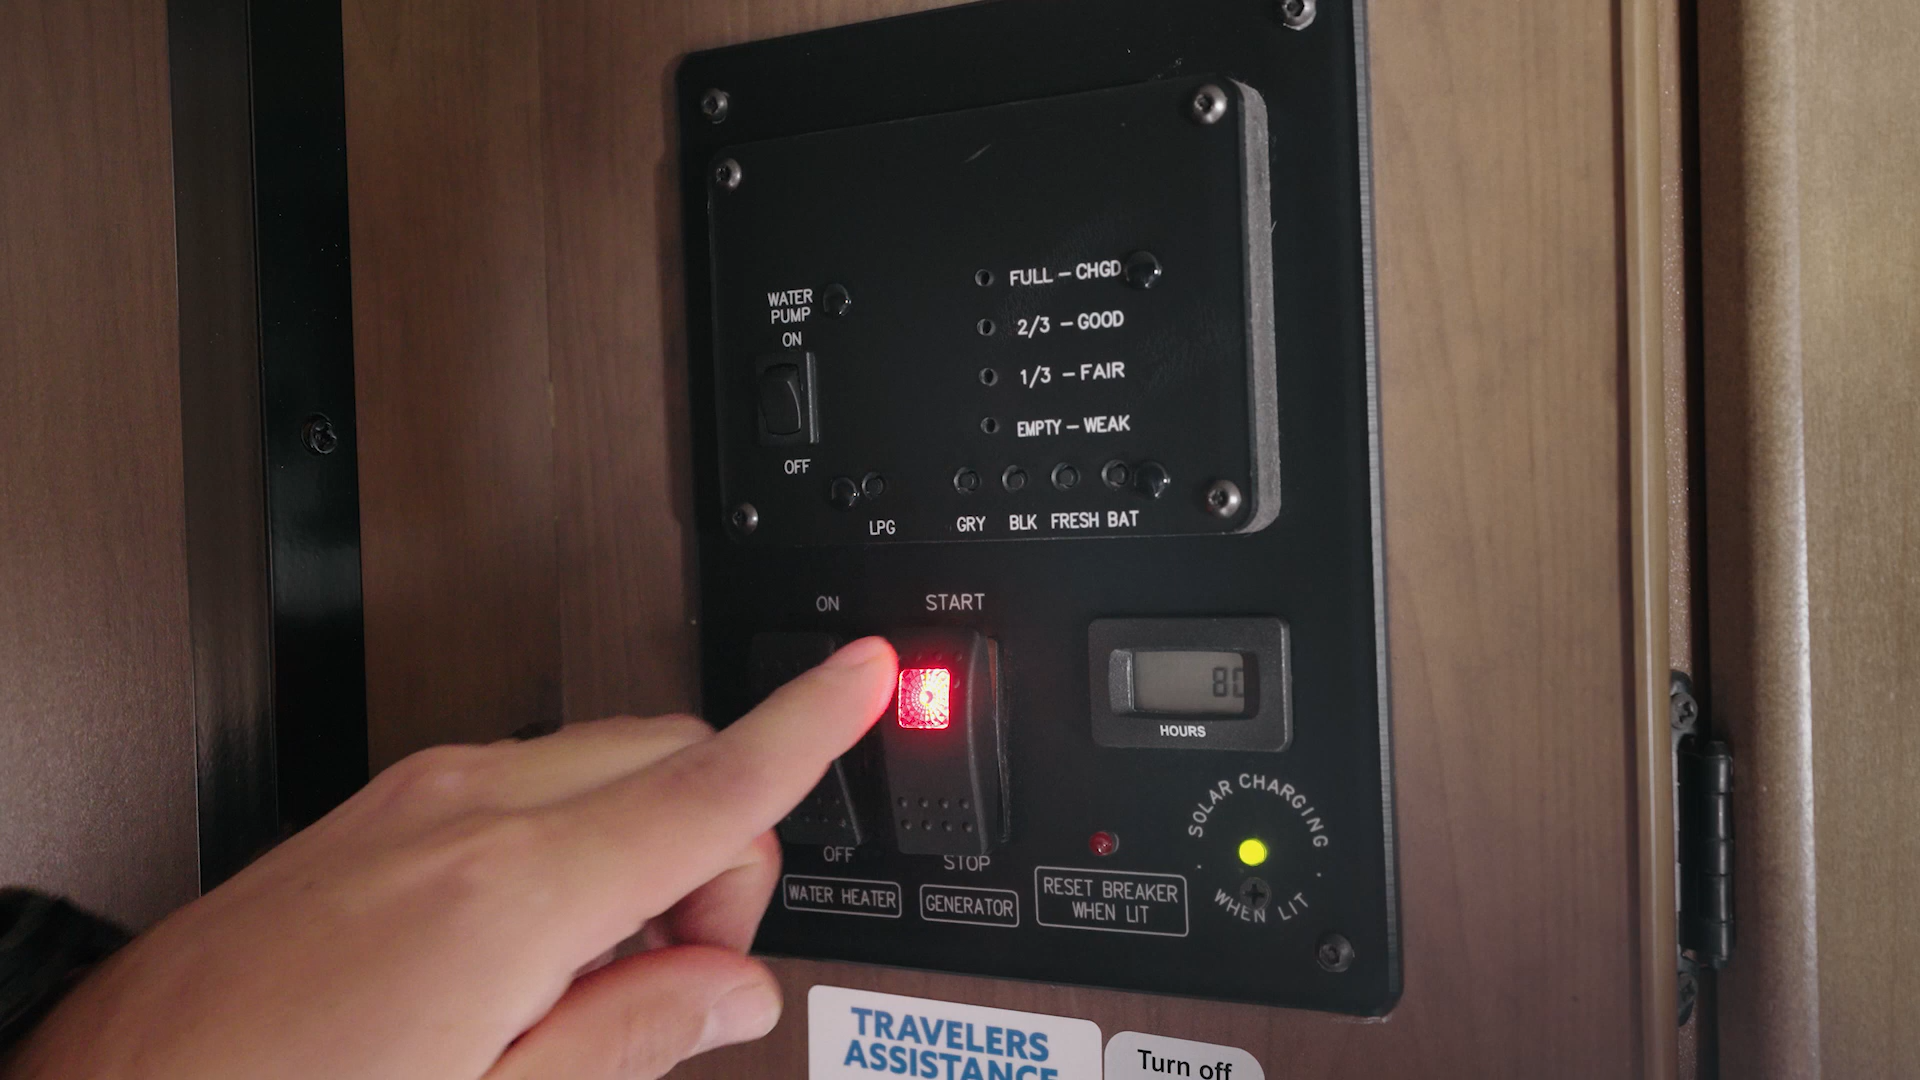 WATER
PUMP
ON
OFF
FULL – CHGD
2/3 – GOOD
1/3 – FAIR
EMPTY – WEAK
LPG
GRY BLK FRESH BAT
ON
START
OFF
STOP
WATER HEATER
GENERATOR
80
HOURS
RESET BREAKER
WHEN LIT
SOLAR CHARGING
WHEN LIT
TRAVELERS
ASSISTANCE
Turn off